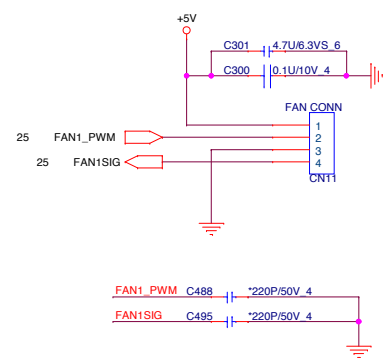 +5V
C301 4.7U/6.3VS_6
C300 0.1U/10V_4
FAN CONN
1
25 FAN1_PWM 2
3
25 FAN1SIG 4
CN11
FAN1_PWM C488 *220P/50V_4
FAN1SIG C495 *220P/50V_4